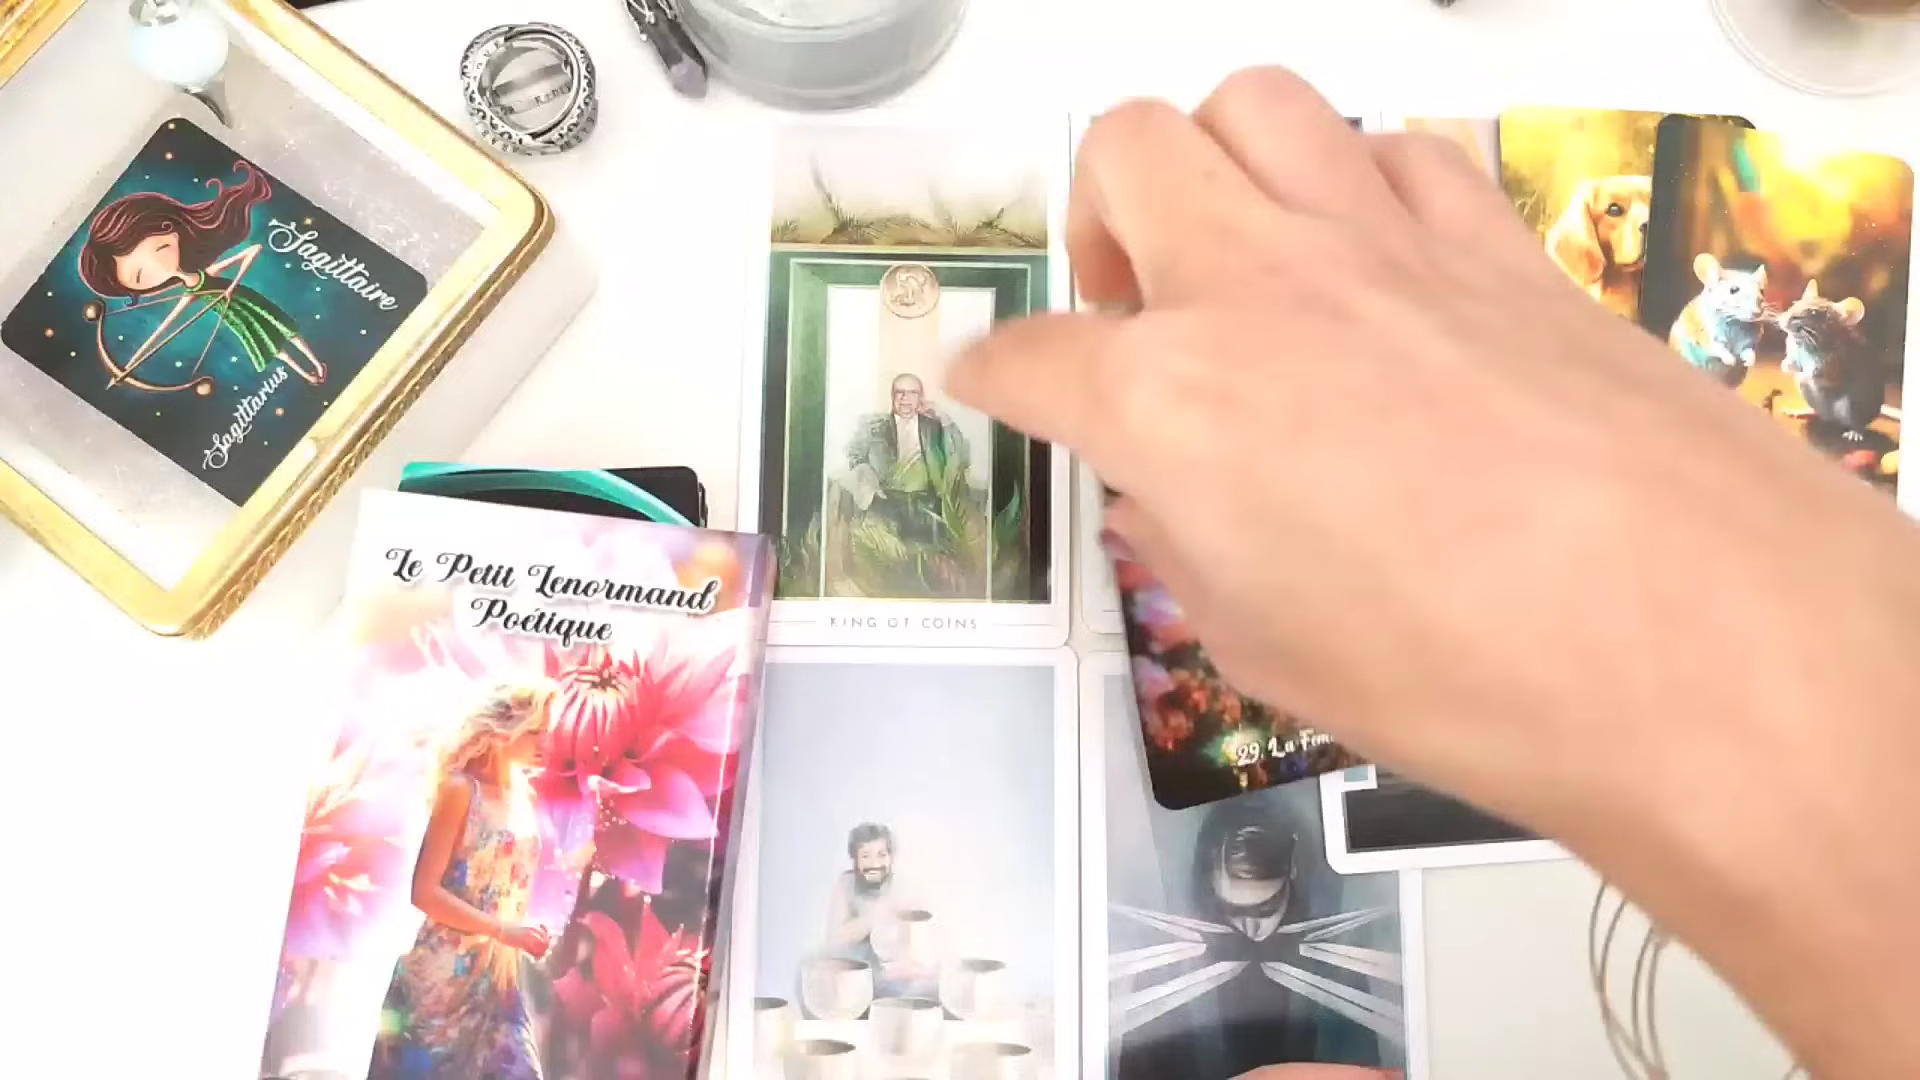 Sagittaire
Sagittarius
Le Petit Lenormand
Poétique
KING OF COINS
29. La Fem